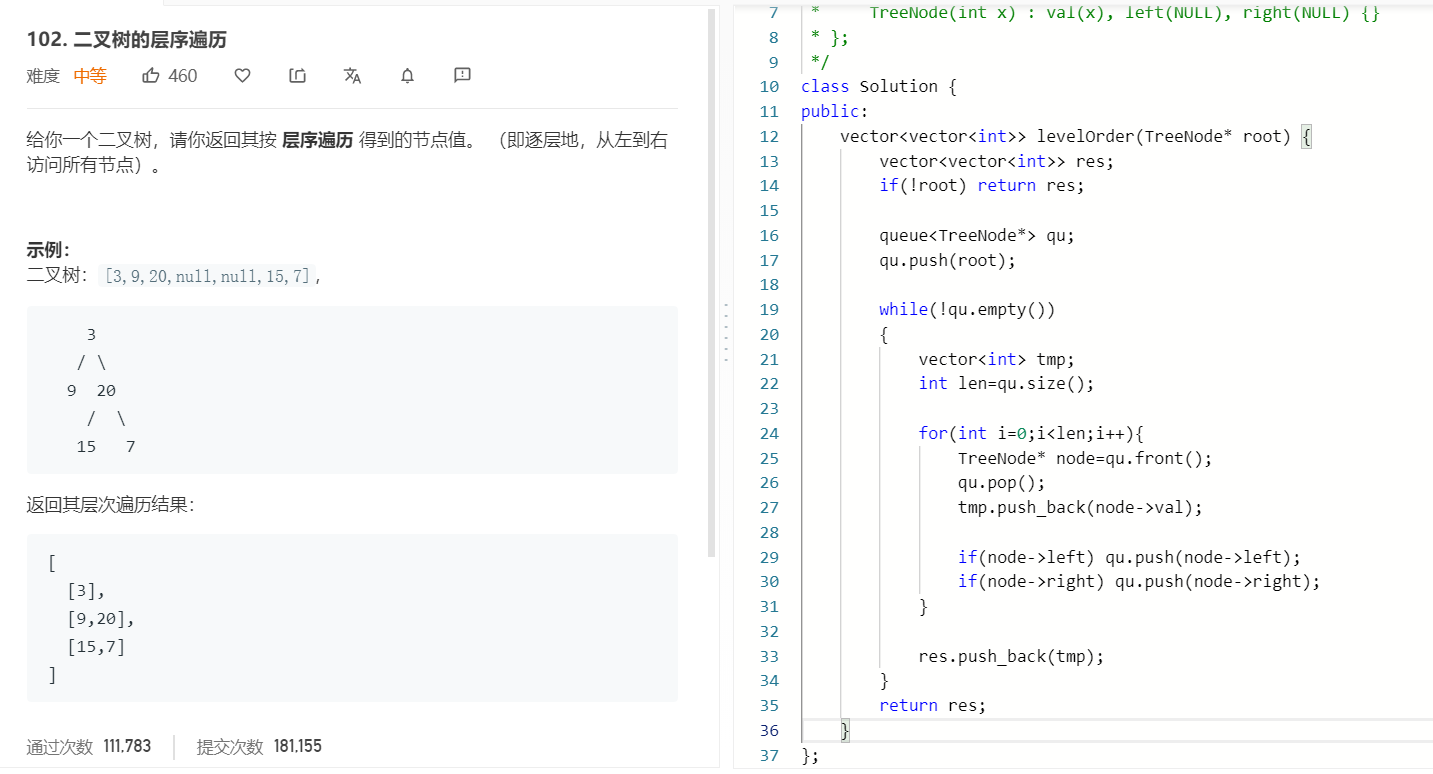 102. 二叉树的层序遍历
难度 中等 460
给你一个二叉树，请你返回其按 层序遍历 得到的节点值。 （即逐层地，从左到右
访问所有节点）。
示例：
二叉树：[3,9,20,null,null,15,7],
3
/ \
9 20
/ \
15 7
返回其层次遍历结果：
[
[3],
[9,20],
[15,7]
]
通过次数 111,783 提交次数 181,155
7 * TreeNode(int x) : val(x), left(NULL), right(NULL) {}
8 * };
9 */
10 class Solution {
11 public:
12 vector<vector<int>> levelOrder(TreeNode* root) {
13 vector<vector<int>> res;
14 if(!root) return res;
15
16 queue<TreeNode*> qu;
17 qu.push(root);
18
19 while(!qu.empty())
20 {
21 vector<int> tmp;
22 int len=qu.size();
23
24 for(int i=0;i<len;i++){
25 TreeNode* node=qu.front();
26 qu.pop();
27 tmp.push_back(node->val);
28
29 if(node->left) qu.push(node->left);
30 if(node->right) qu.push(node->right);
31 }
32
33 res.push_back(tmp);
34 }
35 return res;
36 }
37 };